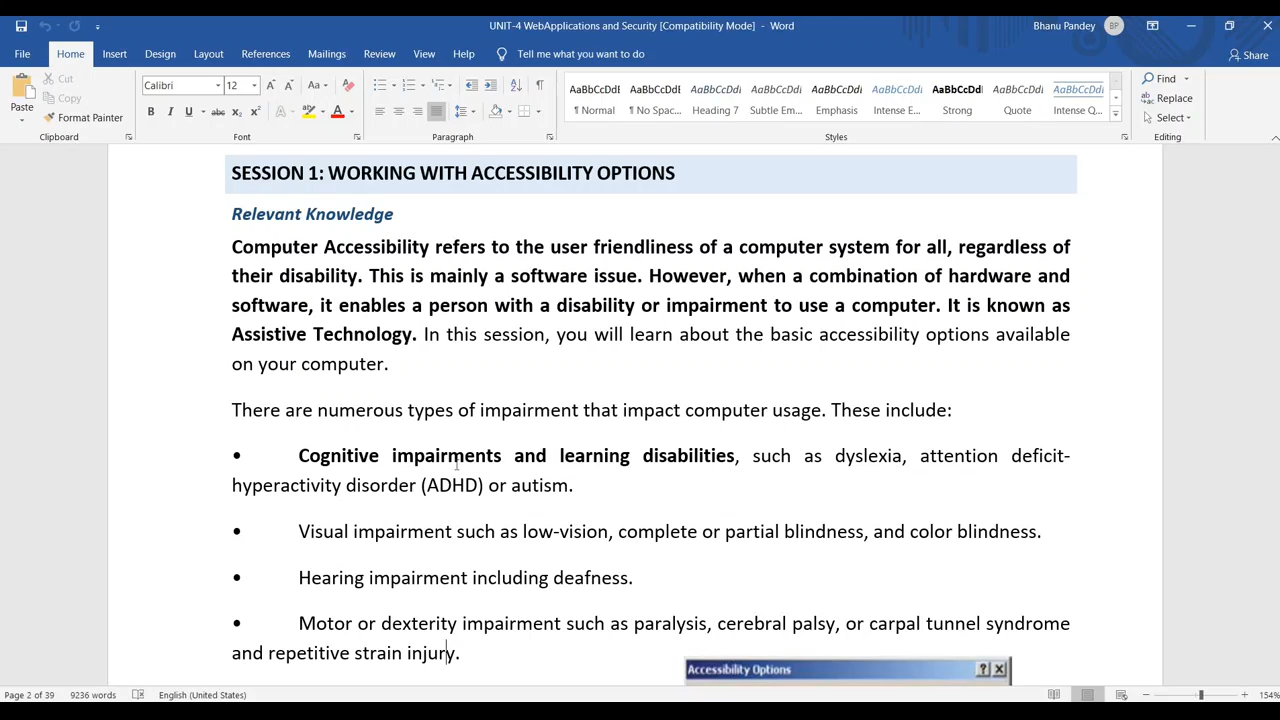 UNIT-4 WebApplications and Security [Compatibility Mode] - Word
Bhanu Pandey BP
File Home Insert Design Layout References Mailings Review View Help Tell me what you want to do Share
Paste
Cut
Copy
Format Painter
Calibri 12
AaBbCcDdE AaBbCcDdE AaBbCcDd AaBbCcDdE AaBbCcDdE AaBbCcDdE AaBbCcDd AaBbCcDdE AaBbCcDdE
¶ Normal ¶ No Spac... Heading 7 Subtle Em... Emphasis Intense E... Strong Quote Intense Q...
Find
Replace
Select
Clipboard Font Paragraph Styles Editing
SESSION 1: WORKING WITH ACCESSIBILITY OPTIONS
Relevant Knowledge
Computer Accessibility refers to the user friendliness of a computer system for all, regardless of
their disability. This is mainly a software issue. However, when a combination of hardware and
software, it enables a person with a disability or impairment to use a computer. It is known as
Assistive Technology. In this session, you will learn about the basic accessibility options available
on your computer.
There are numerous types of impairment that impact computer usage. These include:
• Cognitive impairments and learning disabilities, such as dyslexia, attention deficit-
hyperactivity disorder (ADHD) or autism.
• Visual impairment such as low-vision, complete or partial blindness, and color blindness.
• Hearing impairment including deafness.
• Motor or dexterity impairment such as paralysis, cerebral palsy, or carpal tunnel syndrome
and repetitive strain injury.
Accessibility Options
Page 2 of 39 9236 words English (United States) 154%